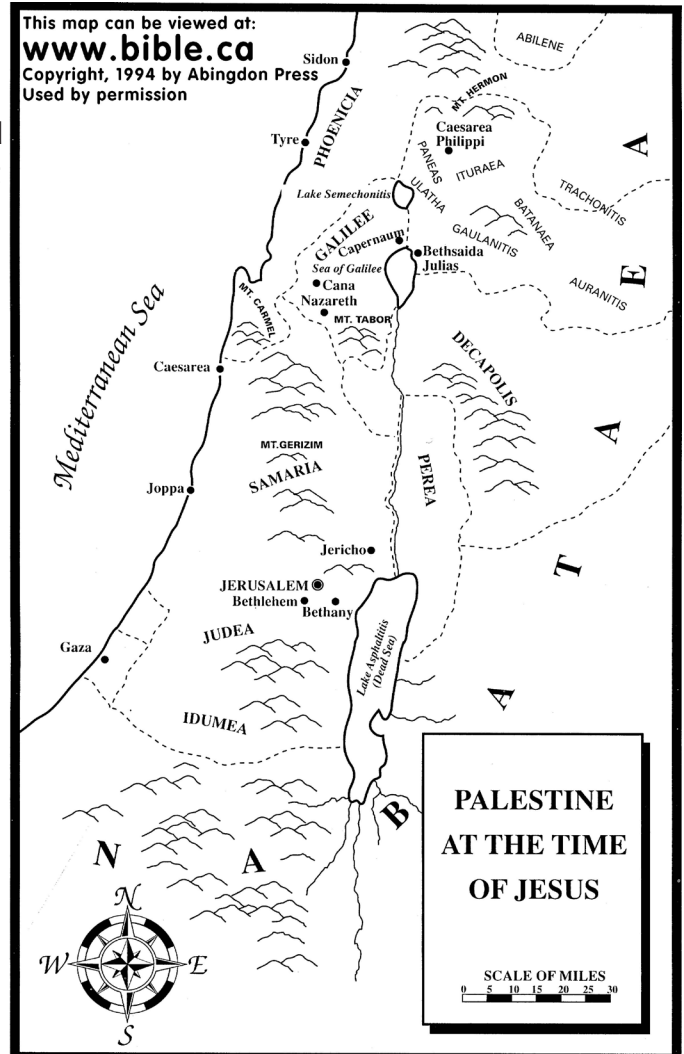 This map can be viewed at:
www.bible.ca
Copyright, 1994 by Abingdon Press
Used by permission
ABILENE
Sidon
MT. HERMON
PHOENICIA
Tyre
Caesarea
Philippi
PANEAS
ITURAEA
ULATHA
TRACHONITIS
BATANAEA
Lake Semechonitis
GALILEE
GAULANITIS
Capernaum
Bethsaida
Julias
Sea of Galilee
AURANITIS
Cana
Nazareth
MT. CARMEL
MT. TABOR
Mediterranean Sea
Caesarea
DECAPOLIS
MT.GERIZIM
SAMARIA
PEREA
Joppa
Jericho
JERUSALEM
Bethlehem
Bethany
JUDEA
Gaza
Lake Asphaltitis
(Dead Sea)
IDUMEA
N A B A T A E A
PALESTINE
AT THE TIME
OF JESUS
SCALE OF MILES
0 5 10 15 20 25 30
N
W E
S